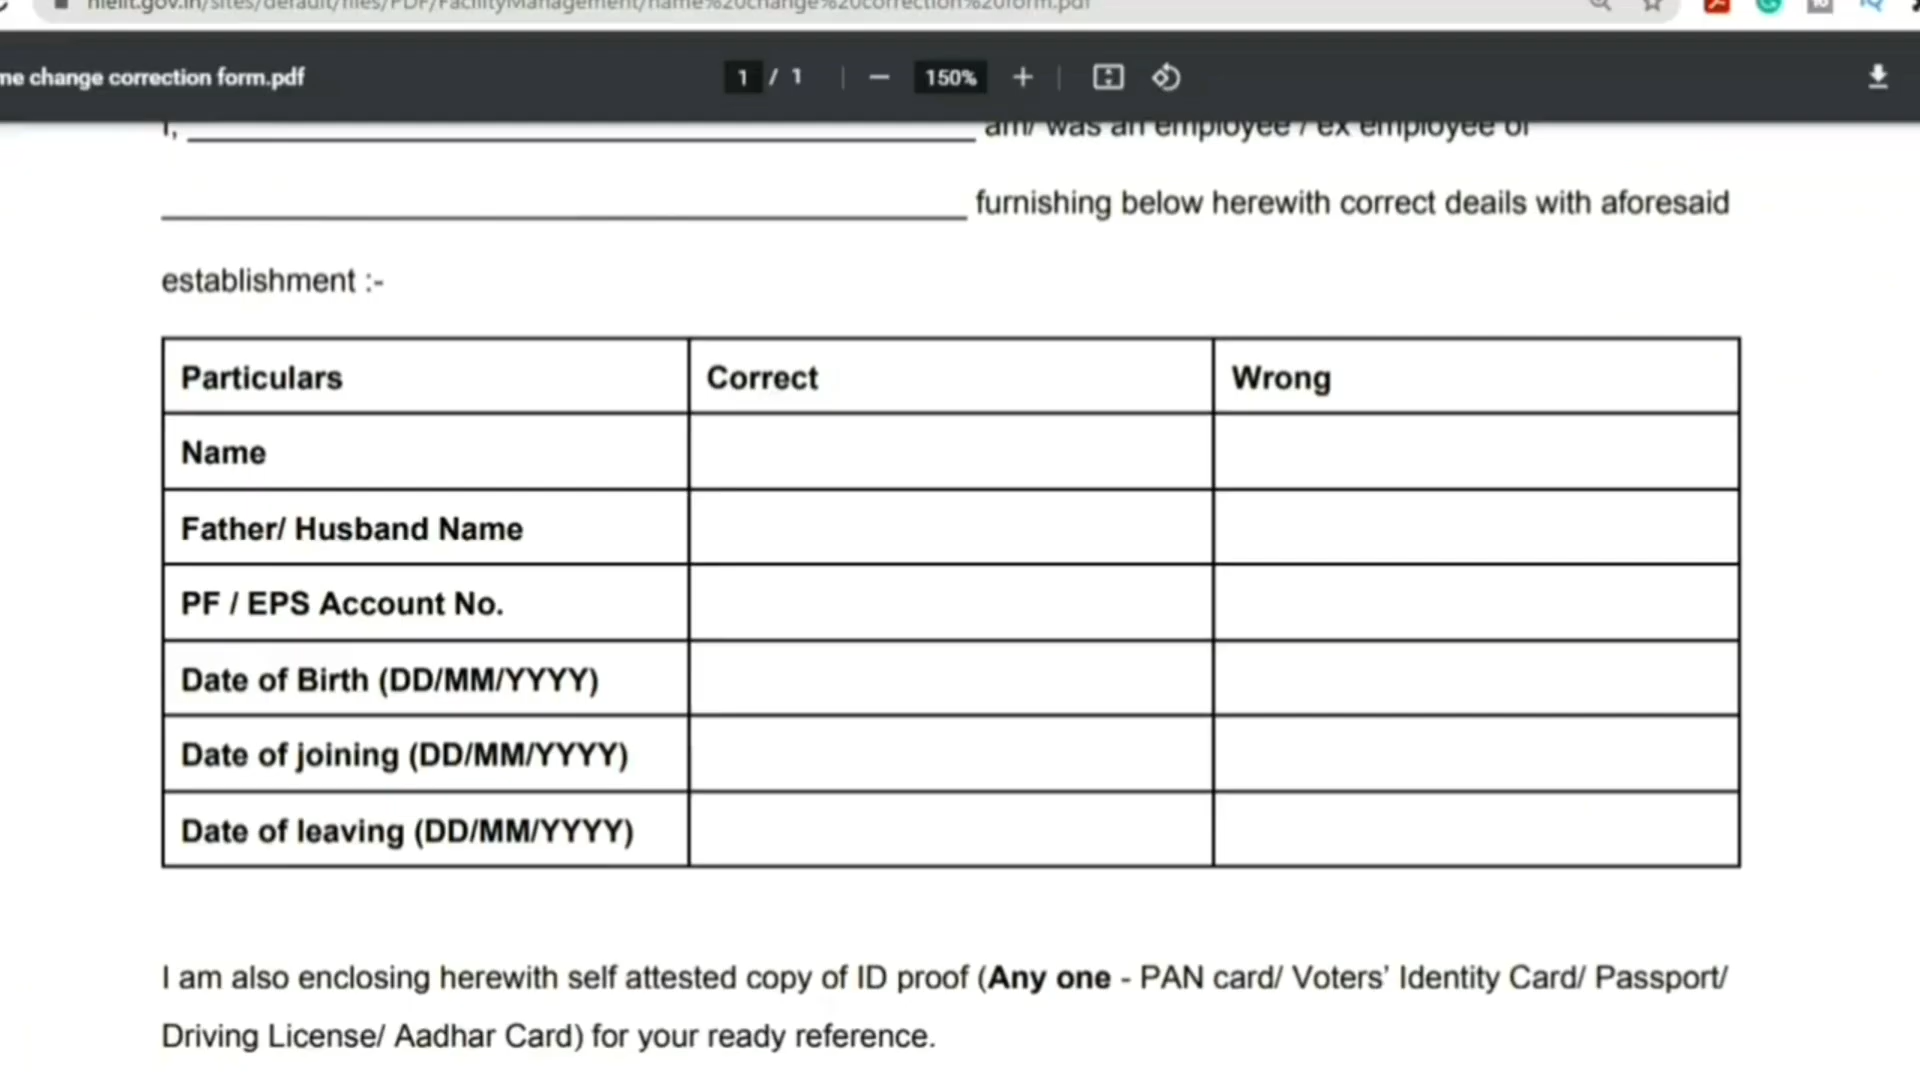 nielit.gov.in/sites/default/files/PDF/FacilityManagement/name%20change%20correction%20form.pdf
me change correction form.pdf
1 / 1
150%
I, am/ was an employee / ex employee of
furnishing below herewith correct deails with aforesaid
establishment :-
Particulars Correct Wrong
Name
Father/ Husband Name
PF / EPS Account No.
Date of Birth (DD/MM/YYYY)
Date of joining (DD/MM/YYYY)
Date of leaving (DD/MM/YYYY)
I am also enclosing herewith self attested copy of ID proof (Any one - PAN card/ Voters’ Identity Card/ Passport/
Driving License/ Aadhar Card) for your ready reference.